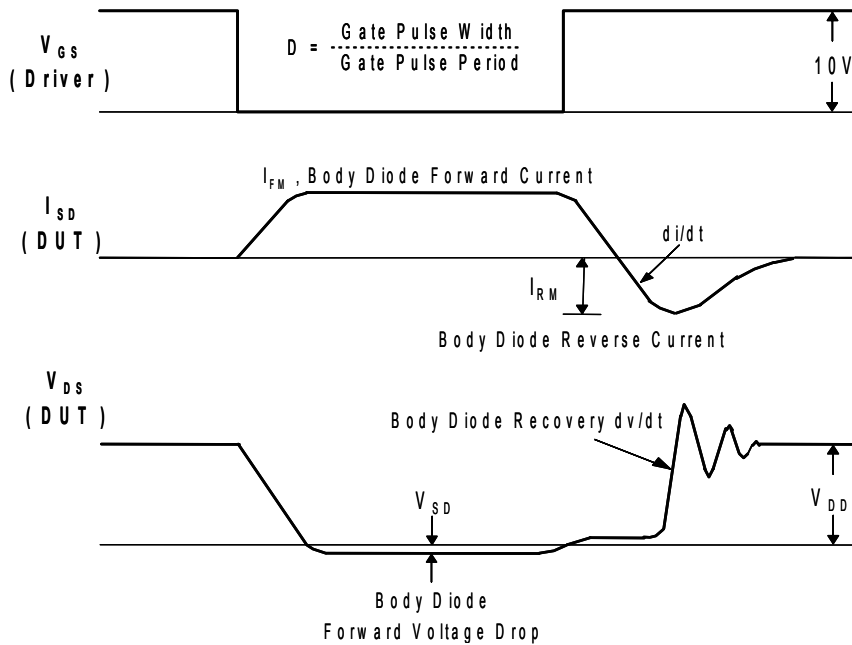 V GS
(Driver)
D = Gate Pulse Width
Gate Pulse Period
10V
I FM , Body Diode Forward Current
I SD
(DUT)
di/dt
I RM
Body Diode Reverse Current
V DS
(DUT)
Body Diode Recovery dv/dt
V SD
V DD
Body Diode
Forward Voltage Drop